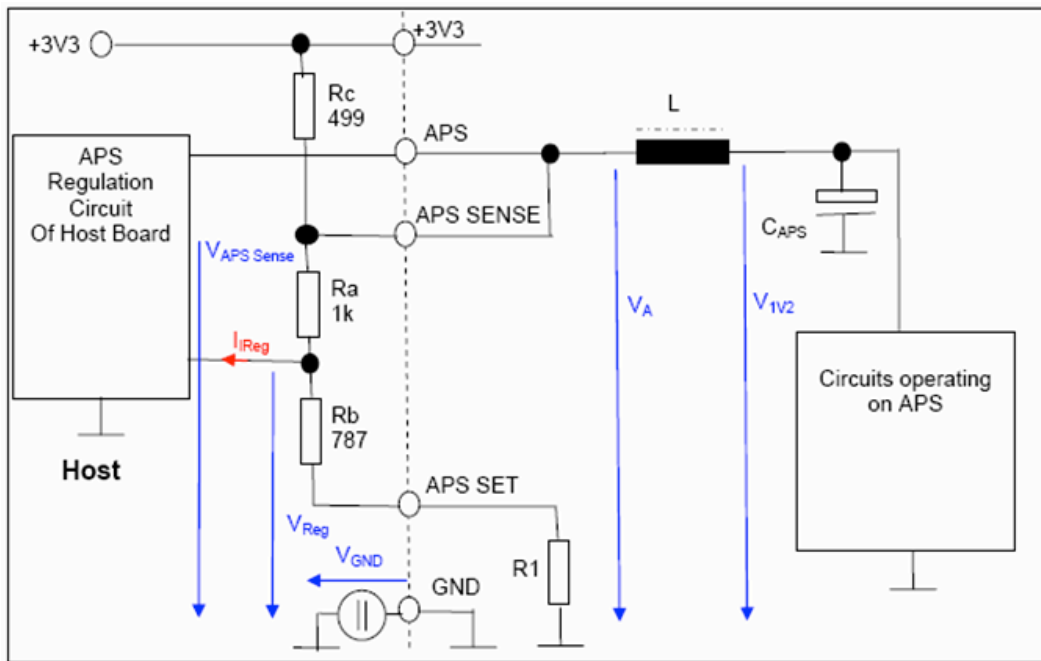 +3V3
+3V3
Rc
499
L
APS
APS
Regulation
Circuit
Of Host Board
APS SENSE
CAPS
VAPS Sense
Ra
1k
VA
V1V2
IIReg
Circuits operating
on APS
Rb
787
Host
APS SET
VReg
VGND
R1
GND